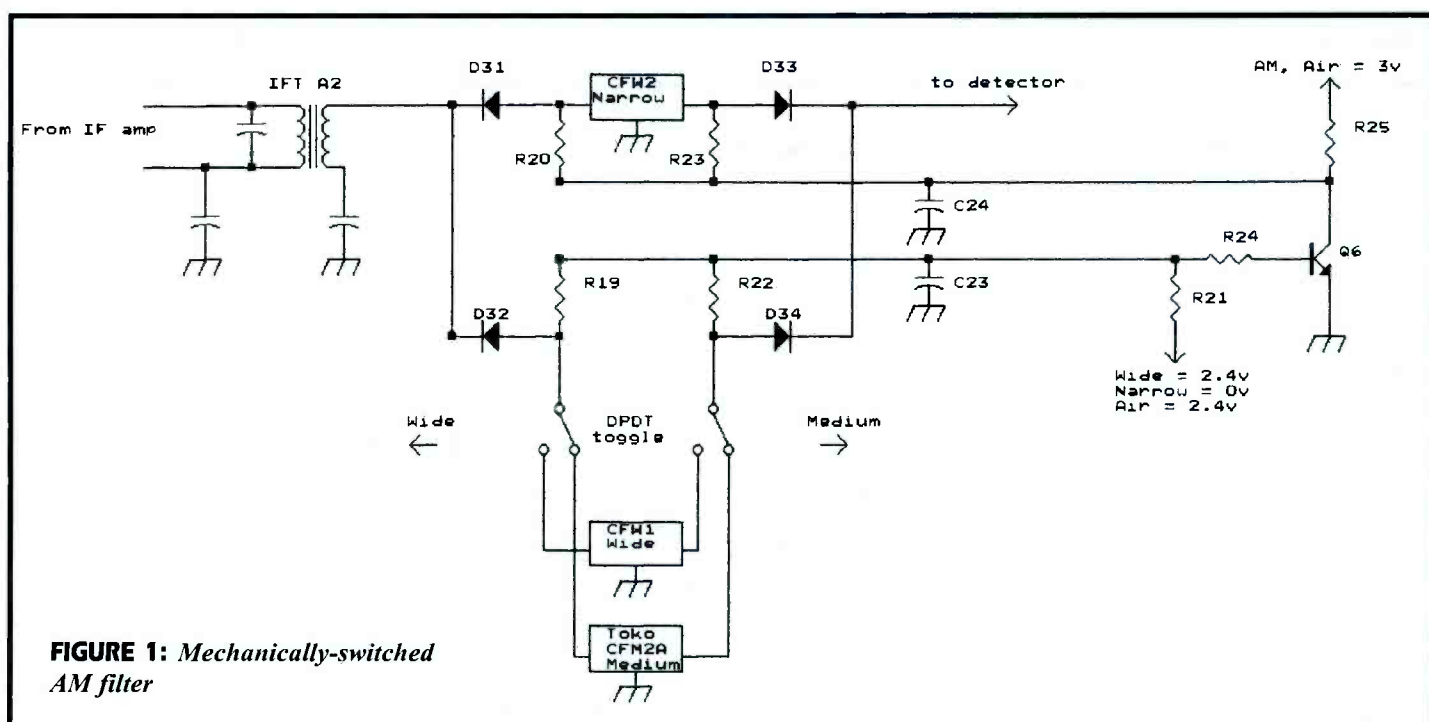 IFT A2
From IF amp
D31
CFW2
Narrow
D33
to detector
AM, Air = 3v
R25
R20
R23
C24
R24
Q6
R19
R22
C23
R21
D32
D34
Wide = 2.4v
Narrow = 0v
Air = 2.4v
Wide
DPDT
toggle
Medium
CFW1
Wide
Toko
CFM2A
Medium
FIGURE 1: Mechanically-switched
AM filter